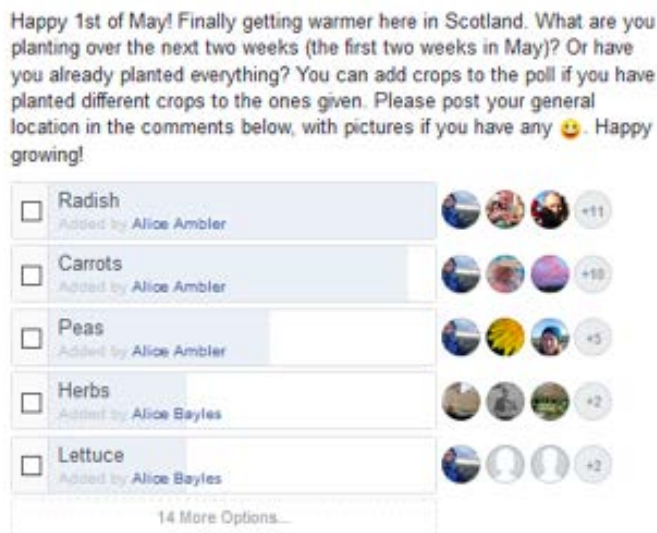 Happy 1st of May! Finally getting warmer here in Scotland. What are you
planting over the next two weeks (the first two weeks in May)? Or have
you already planted everything? You can add crops to the poll if you have
planted different crops to the ones given. Please post your general
location in the comments below, with pictures if you have any 😀. Happy
growing!
Radish
Added by Alice Ambler
+11
Carrots
Added by Alice Ambler
+10
Peas
Added by Alice Ambler
+5
Herbs
Added by Alice Bayles
+2
Lettuce
Added by Alice Bayles
+2
14 More Options...